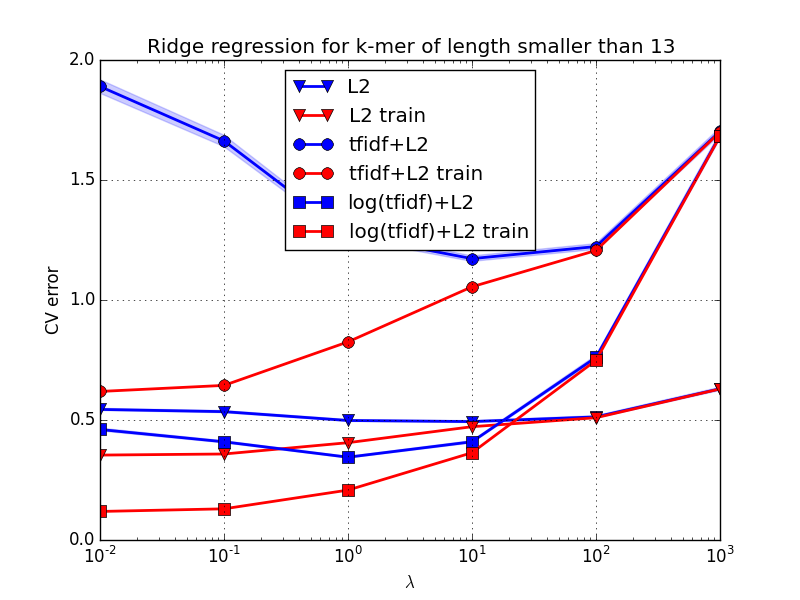 Ridge regression for k-mer of length smaller than 13
2.0
1.5
1.0
0.5
0.0
CV error
L2
L2 train
tfidf+L2
tfidf+L2 train
log(tfidf)+L2
log(tfidf)+L2 train
10^-2 10^-1 10^0 10^1 10^2 10^3
λ